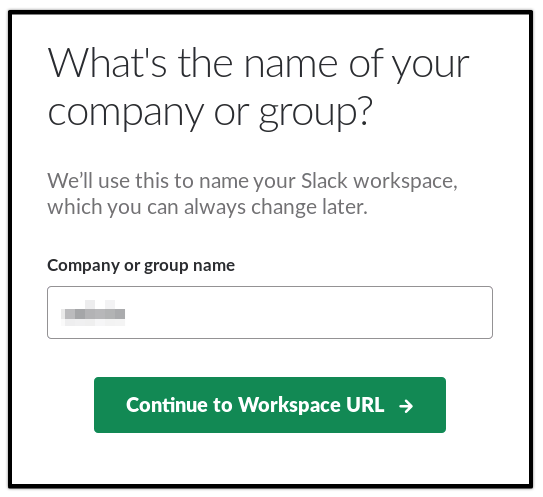 What's the name of your
company or group?
We’ll use this to name your Slack workspace,
which you can always change later.
Company or group name
Continue to Workspace URL →